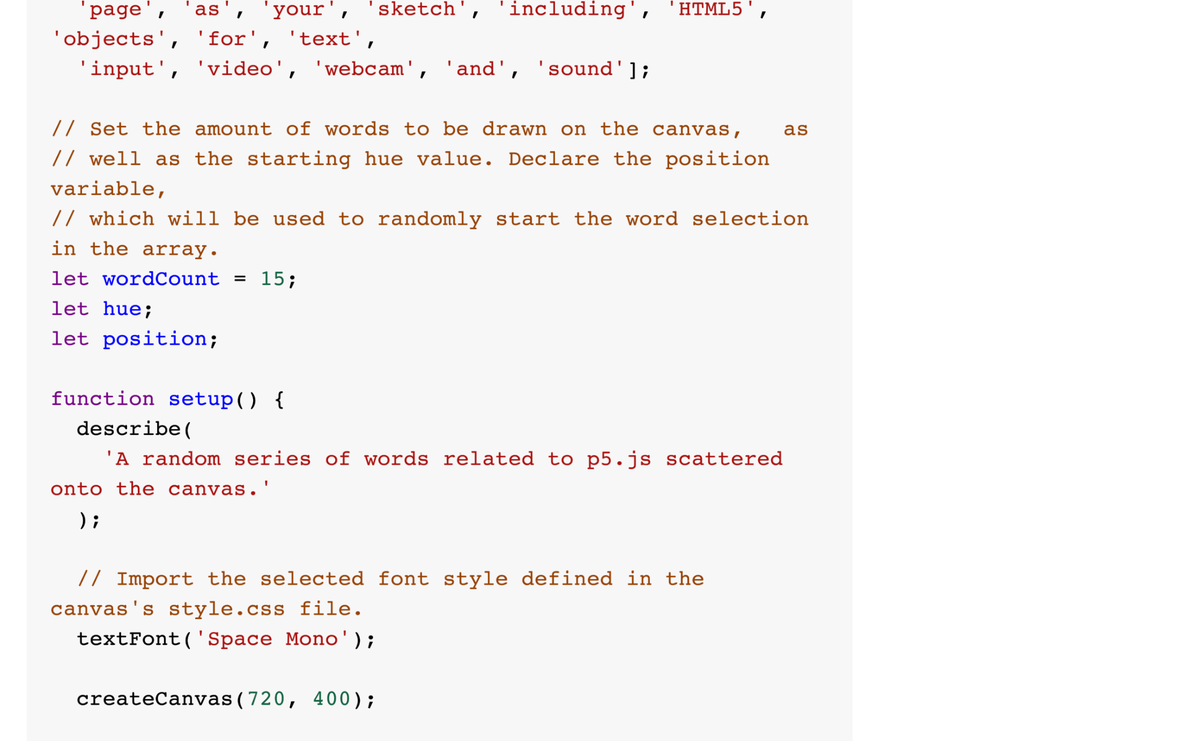 'page', 'as', 'your', 'sketch', 'including', 'HTML5',
'objects', 'for', 'text',
'input', 'video', 'webcam', 'and', 'sound'];
// Set the amount of words to be drawn on the canvas,   as
// well as the starting hue value. Declare the position
variable,
// which will be used to randomly start the word selection
in the array.
let wordCount = 15;
let hue;
let position;
function setup() {
describe(
'A random series of words related to p5.js scattered
onto the canvas.'
);
// Import the selected font style defined in the
canvas's style.css file.
textFont('Space Mono');
createCanvas(720, 400);